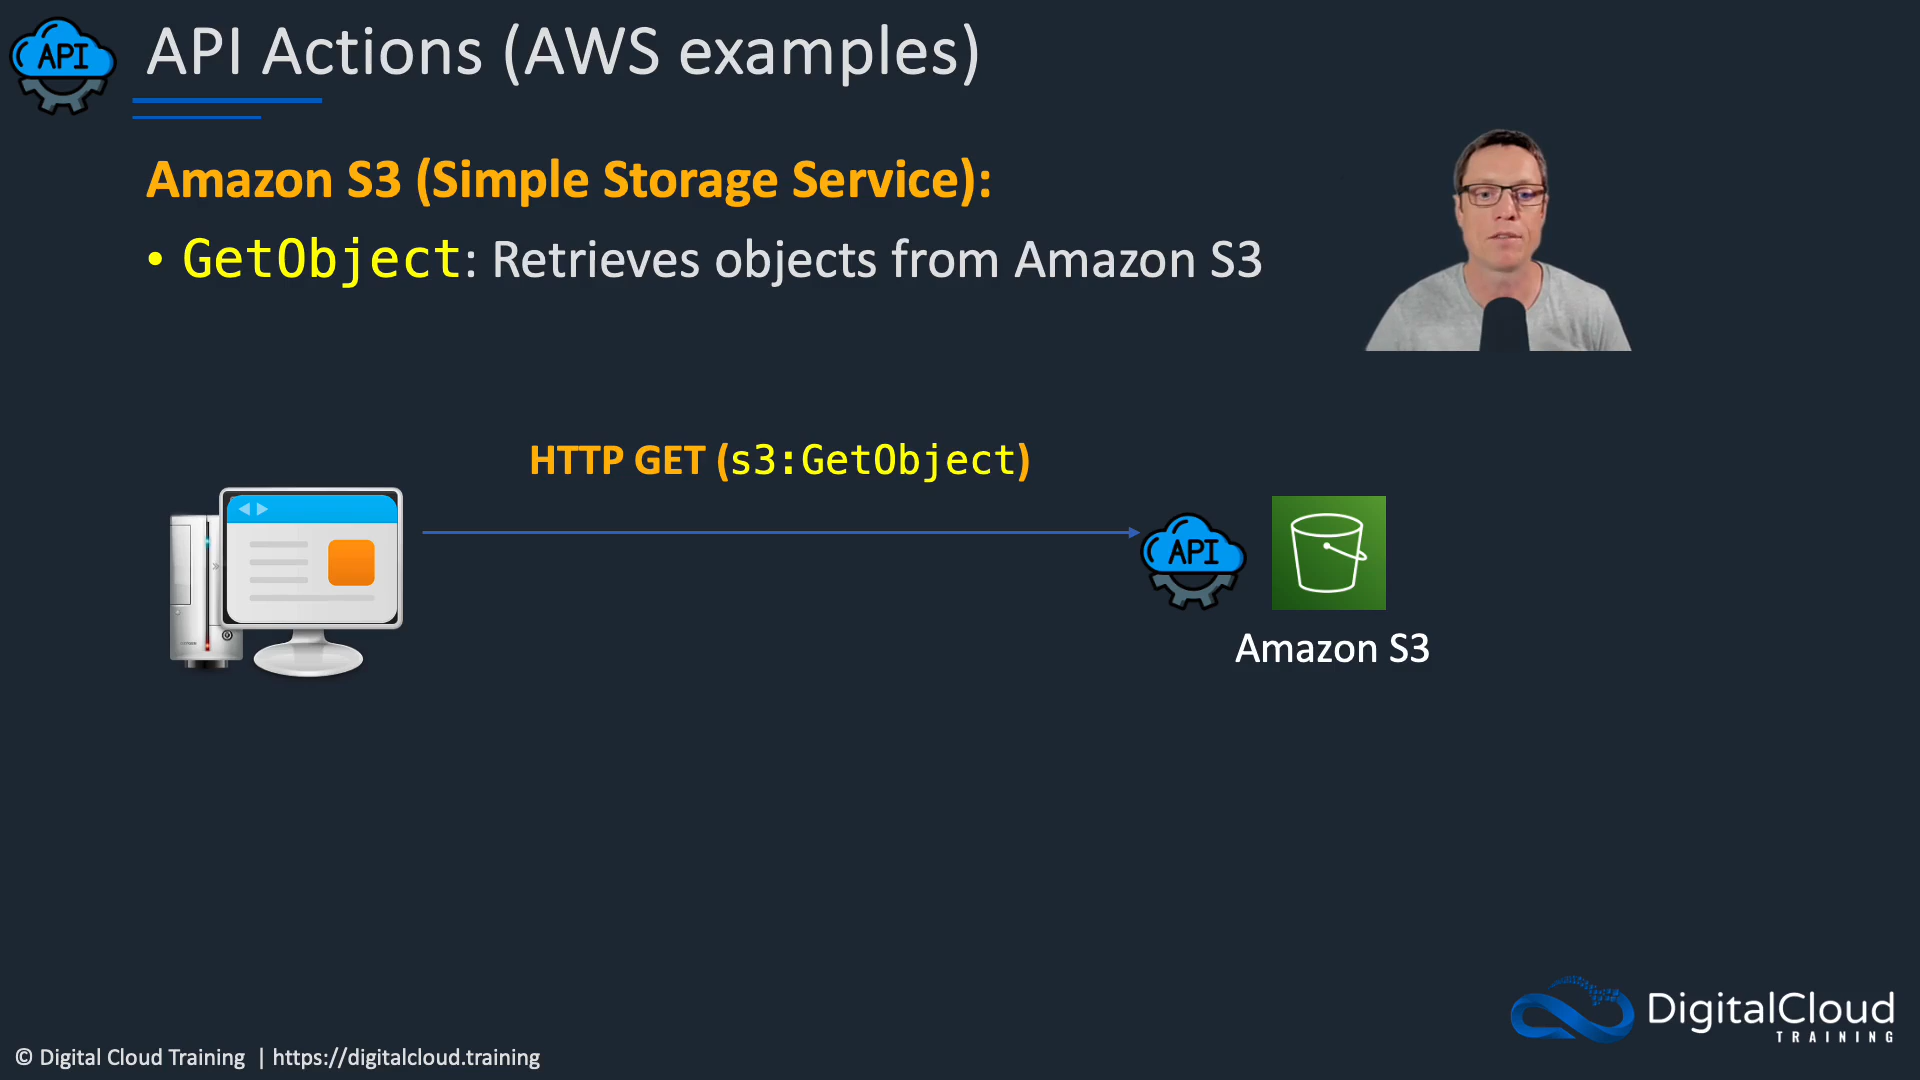 API
API Actions (AWS examples)
Amazon S3 (Simple Storage Service):
• GetObject: Retrieves objects from Amazon S3
HTTP GET (s3:GetObject)
API
Amazon S3
DigitalCloud
TRAINING
© Digital Cloud Training | https://digitalcloud.training